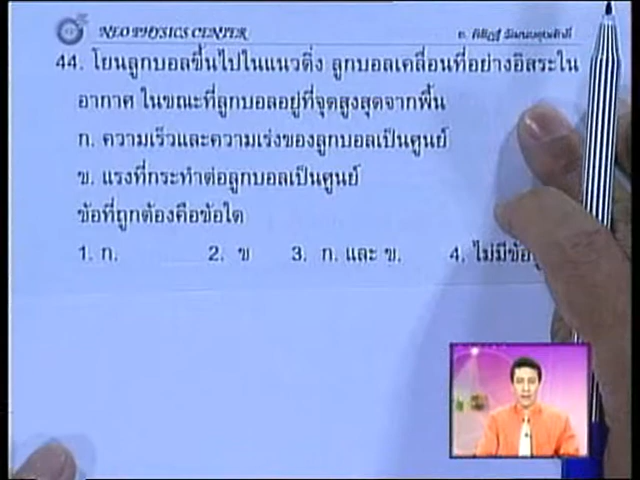 NEO PHYSICS CENTER
44. โยนลูกบอลขึ้นไปในแนวดิ่ง ลูกบอลเคลื่อนที่อย่างอิสระใน
อากาศ ในขณะที่ลูกบอลอยู่ที่จุดสูงสุดจากพื้น
ก. ความเร็วและความเร่งของลูกบอลเป็นศูนย์
ข. แรงที่กระทำต่อลูกบอลเป็นศูนย์
ข้อที่ถูกต้องคือข้อใด
1. ก. 2. ข 3. ก. และ ข. 4. ไม่มีข้อ